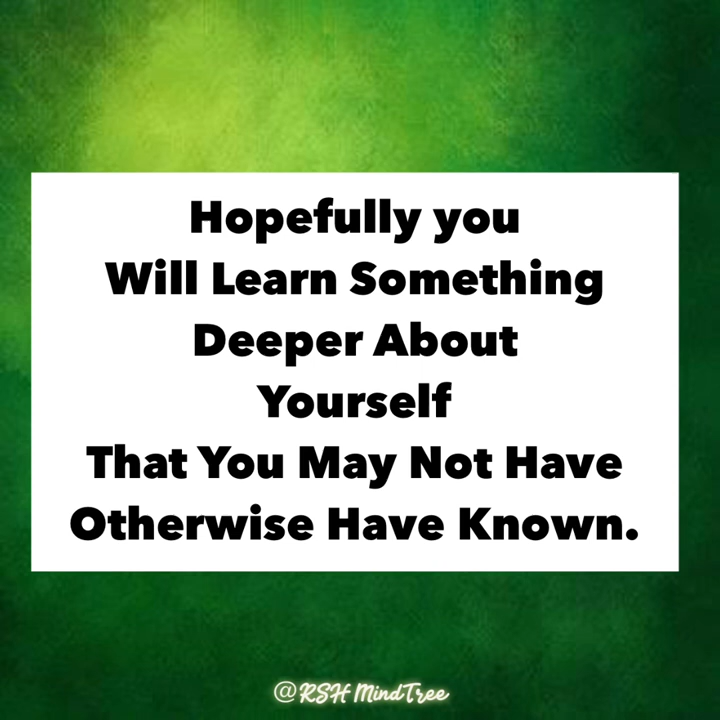 Hopefully you
Will Learn Something
Deeper About
Yourself
That You May Not Have
Otherwise Have Known.
@RSH MindTree